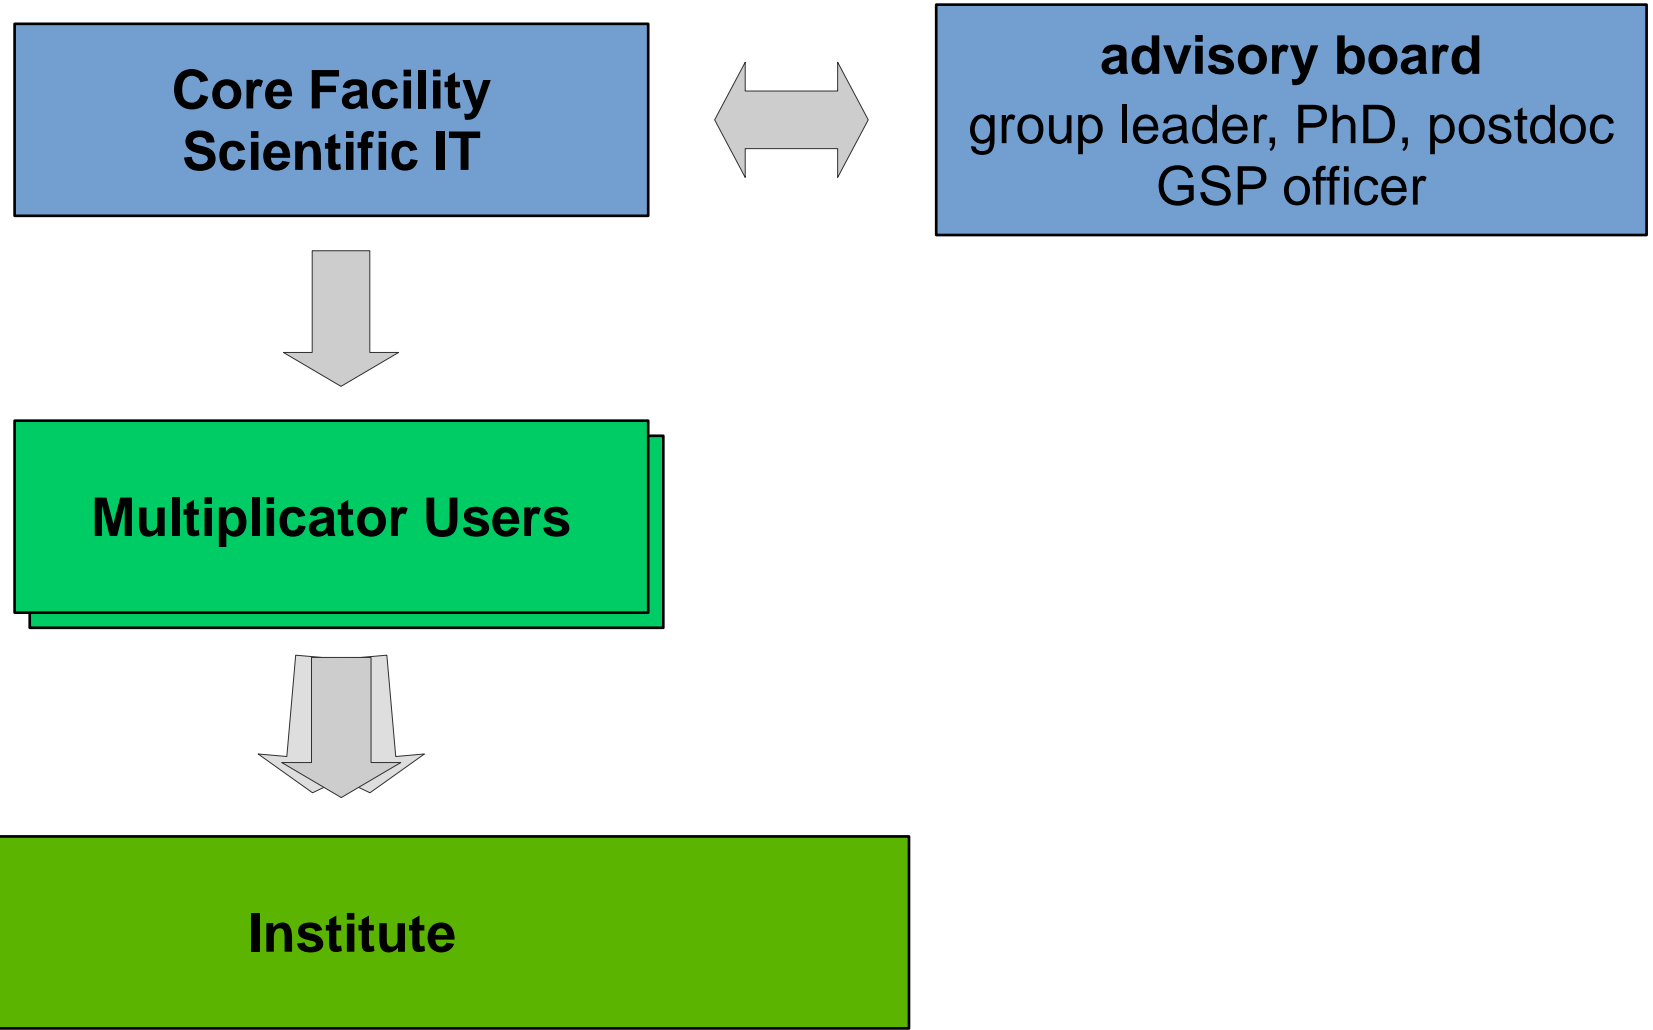 Core Facility
Scientific IT
advisory board
group leader, PhD, postdoc
GSP officer
Multiplicator Users
Institute